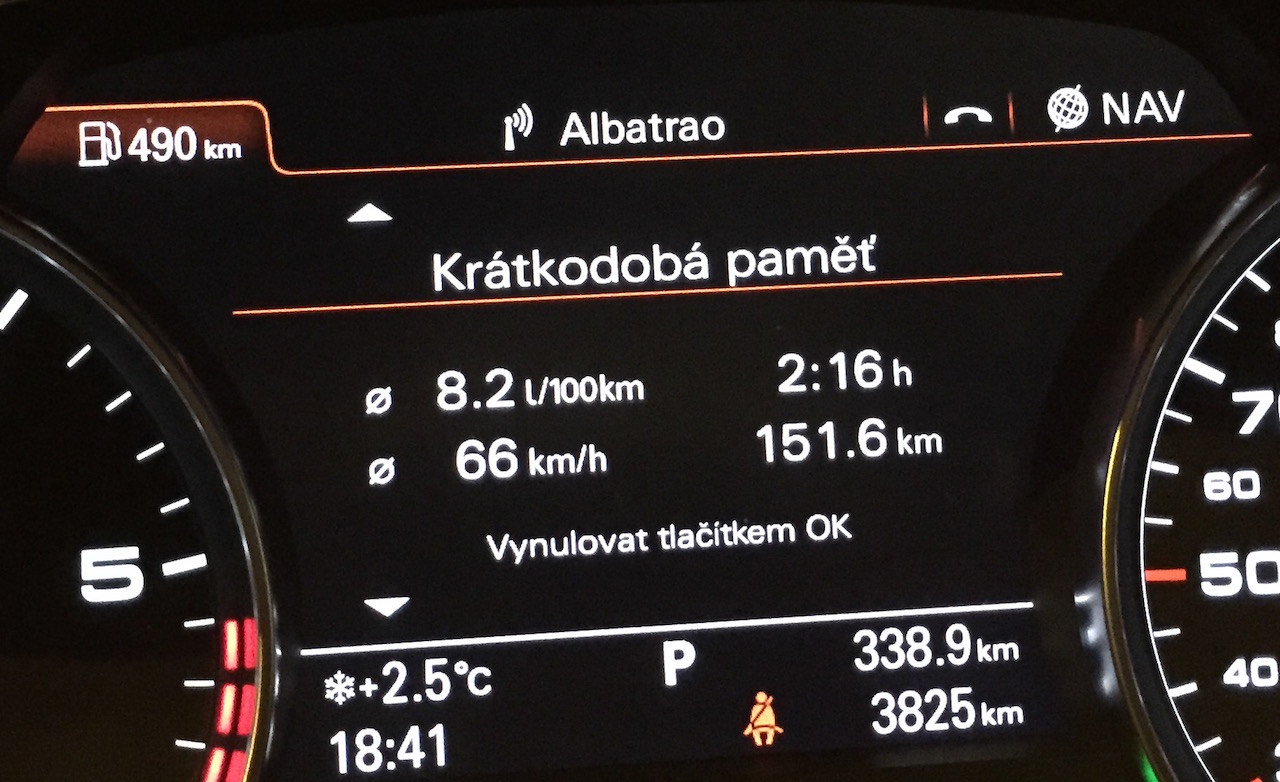 490 km
Albatrao
NAV
Krátkodobá paměť
ø 8.2 l/100km 2:16 h
ø 66 km/h 151.6 km
Vynulovat tlačítkem OK
P
338.9 km
+2.5°C
3825 km
18:41
5
60
50
40